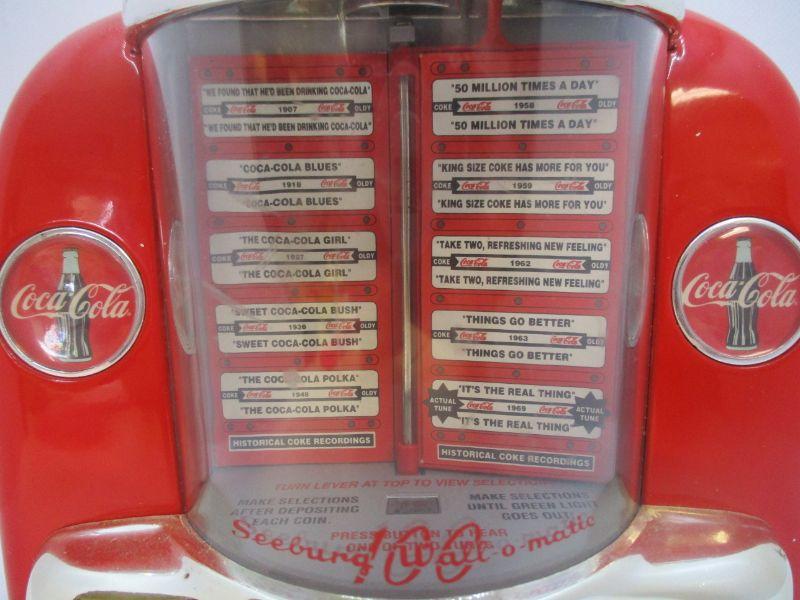 "WE FOUND THAT HE'D BEEN DRINKING COCA-COLA"
COKE Coca-Cola 1907 Coca-Cola OLDY
"WE FOUND THAT HE'D BEEN DRINKING COCA-COLA"
"COCA-COLA BLUES"
COKE Coca-Cola 1918 Coca-Cola OLDY
"COCA-COLA BLUES"
"THE COCA-COLA GIRL"
COKE Coca-Cola 1927 Coca-Cola OLDY
"THE COCA-COLA GIRL"
"SWEET COCA-COLA BUSH"
COKE Coca-Cola 1930 Coca-Cola OLDY
"SWEET COCA-COLA BUSH"
"THE COCA-COLA POLKA"
COKE Coca-Cola 1948 Coca-Cola OLDY
"THE COCA-COLA POLKA"
HISTORICAL COKE RECORDINGS
"50 MILLION TIMES A DAY"
COKE Coca-Cola 1958 Coca-Cola OLDY
"50 MILLION TIMES A DAY"
"KING SIZE COKE HAS MORE FOR YOU"
COKE Coca-Cola 1959 Coca-Cola OLDY
"KING SIZE COKE HAS MORE FOR YOU"
"TAKE TWO, REFRESHING NEW FEELING"
COKE Coca-Cola 1962 Coca-Cola OLDY
"TAKE TWO, REFRESHING NEW FEELING"
"THINGS GO BETTER"
COKE Coca-Cola 1963 Coca-Cola OLDY
"THINGS GO BETTER"
"IT'S THE REAL THING"
ACTUAL TUNE Coca-Cola 1969 Coca-Cola ACTUAL TUNE
"IT'S THE REAL THING"
HISTORICAL COKE RECORDINGS
Coca-Cola
Coca-Cola
TURN LEVER AT TOP TO VIEW
MAKE SELECTIONS
AFTER DEPOSITING
EACH COIN.
MAKE SELECTIONS
UNTIL GREEN LIGHT
GOES OUT.
PRESS BUTTON TO HEAR
ONE OF TWO TUNES
Seeburg Wall-o-matic
100